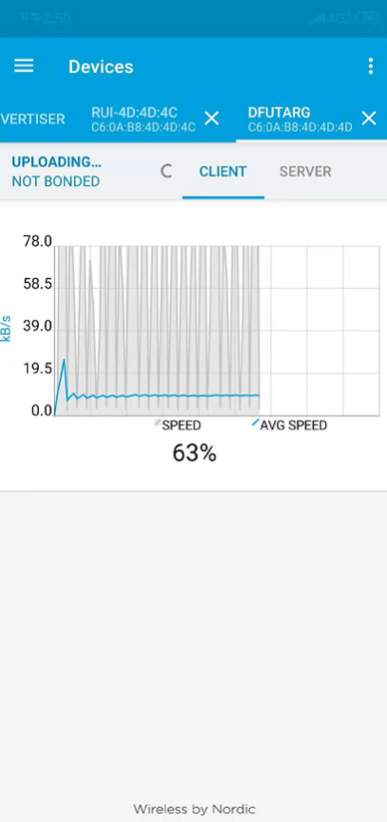 Devices
VERTISER
RUI-4D:4D:4C
C6:0A:B8:4D:4D:4C
DFUTARG
C6:0A:B8:4D:4D:4D
UPLOADING...
NOT BONDED
CLIENT
SERVER
78.0
58.5
39.0
19.5
0.0
kB/s
SPEED
AVG SPEED
63%
Wireless by Nordic